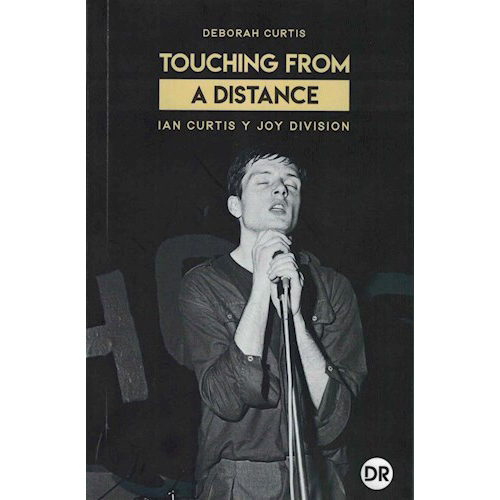 DEBORAH CURTIS
TOUCHING FROM
A DISTANCE
IAN CURTIS Y JOY DIVISION
DR